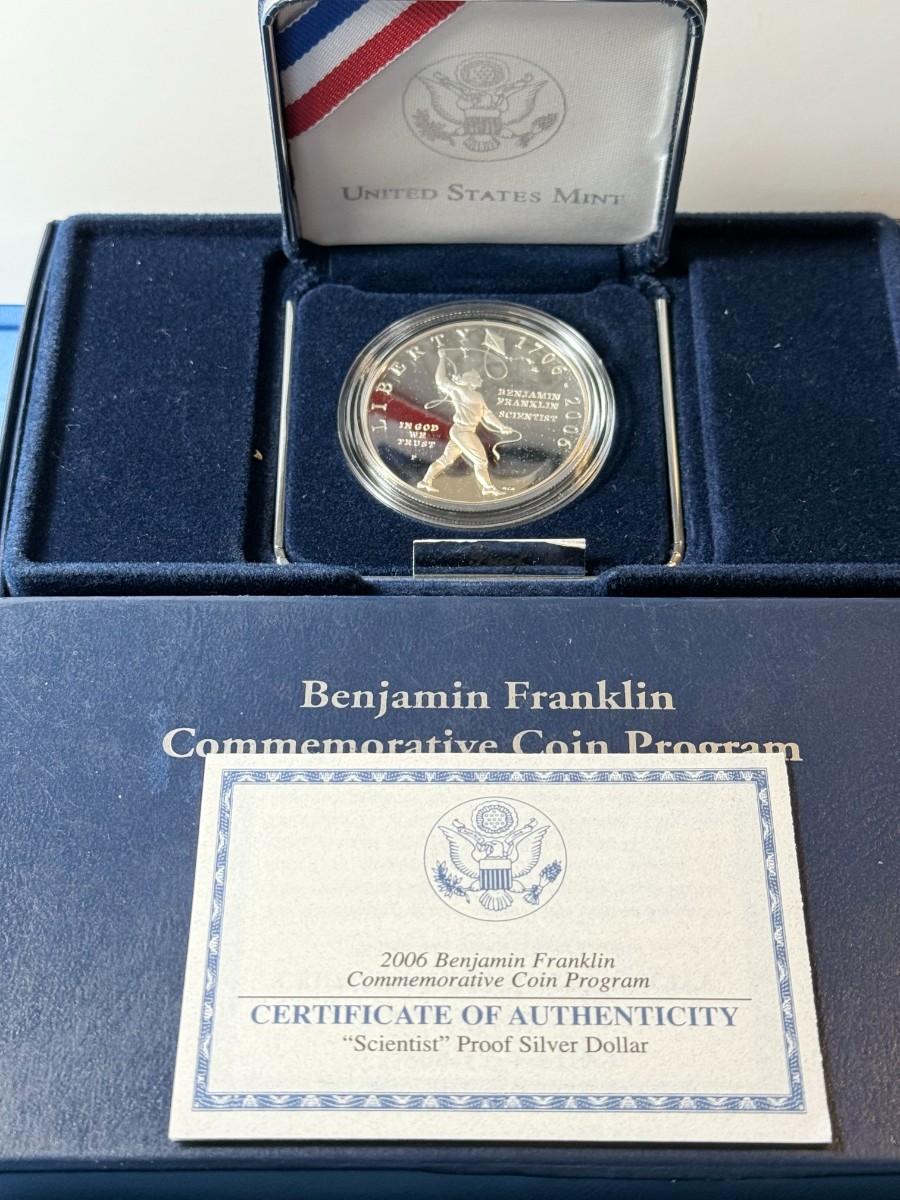 UNITED STATES MINT
LIBERTY 1706 · 2006
BENJAMIN
FRANKLIN
SCIENTIST
IN GOD
WE
TRUST
P
Benjamin Franklin
Commemorative Coin Program
2006 Benjamin Franklin
Commemorative Coin Program
CERTIFICATE OF AUTHENTICITY
“Scientist” Proof Silver Dollar